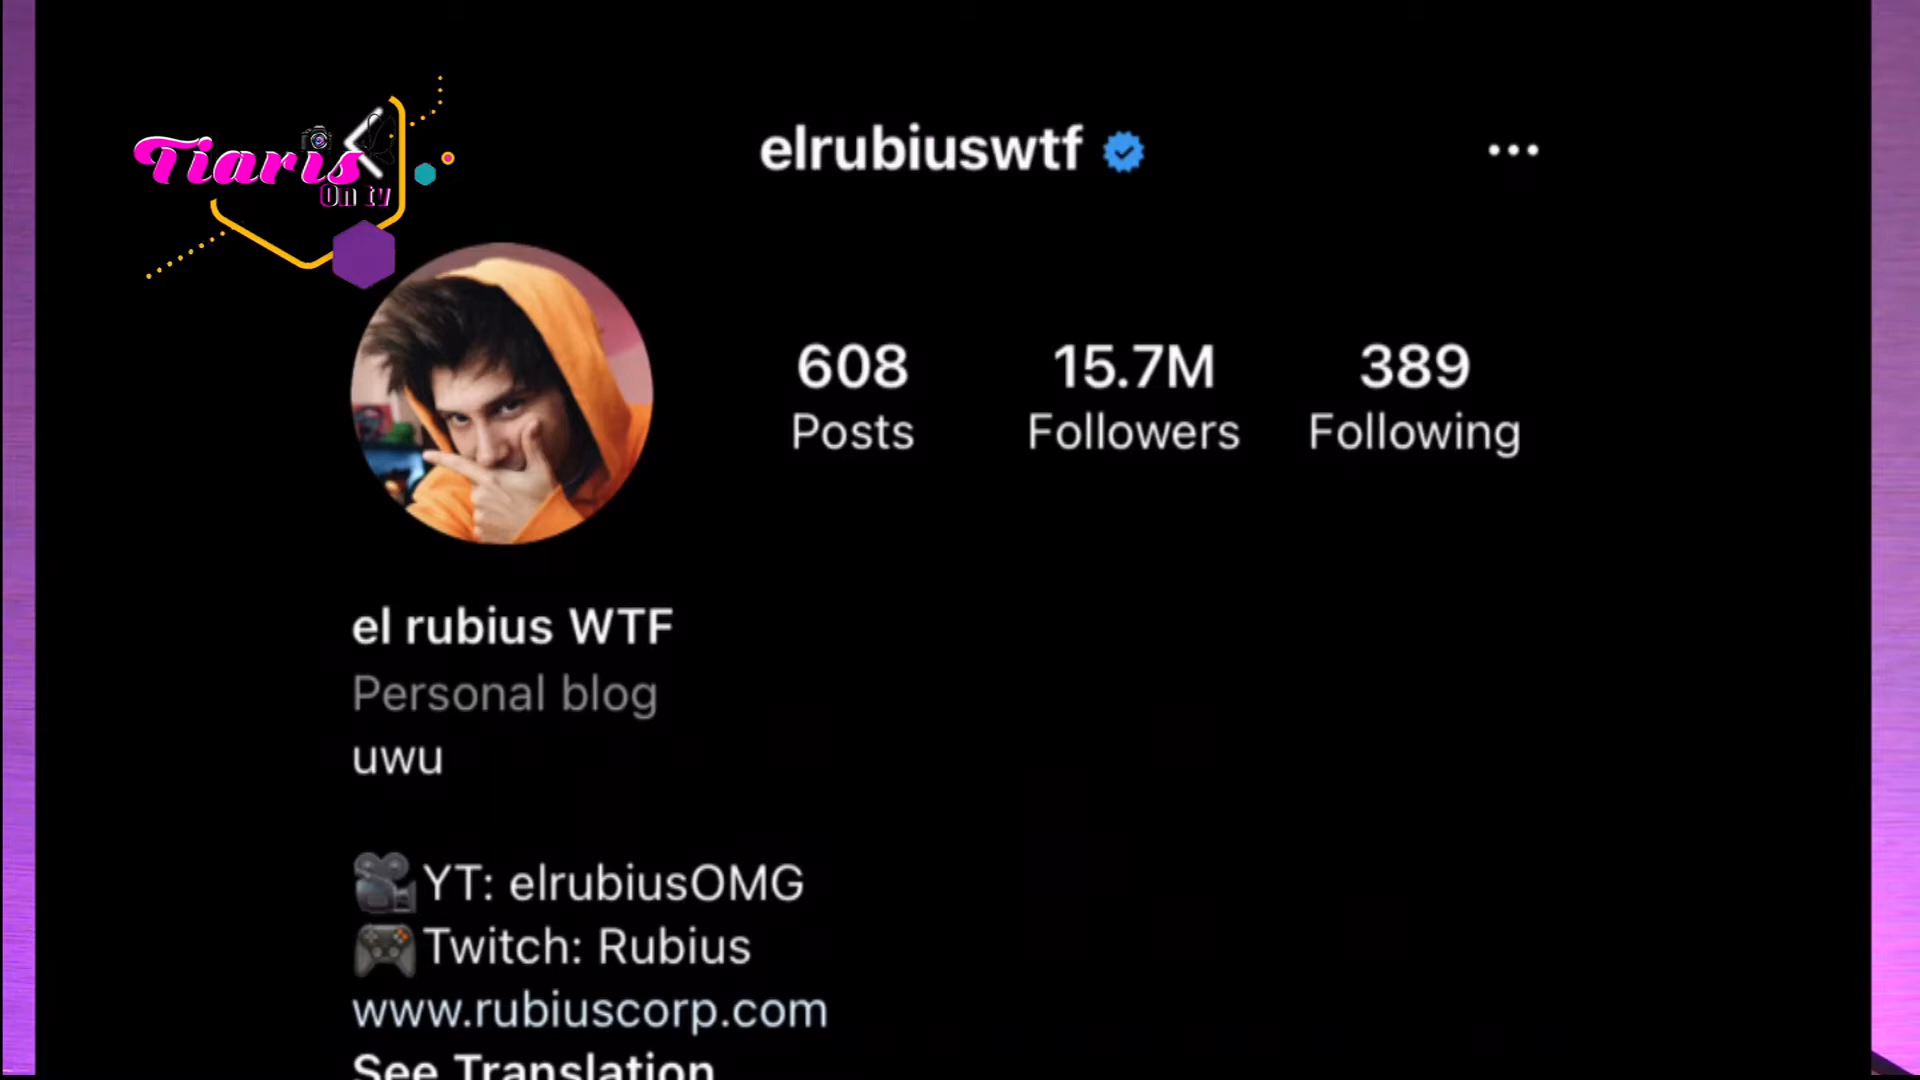 Tiaris
On tv
elrubiuswtf
608
Posts
15.7M
Followers
389
Following
el rubius WTF
Personal blog
uwu
YT: elrubiusOMG
Twitch: Rubius
www.rubiuscorp.com
See Translation